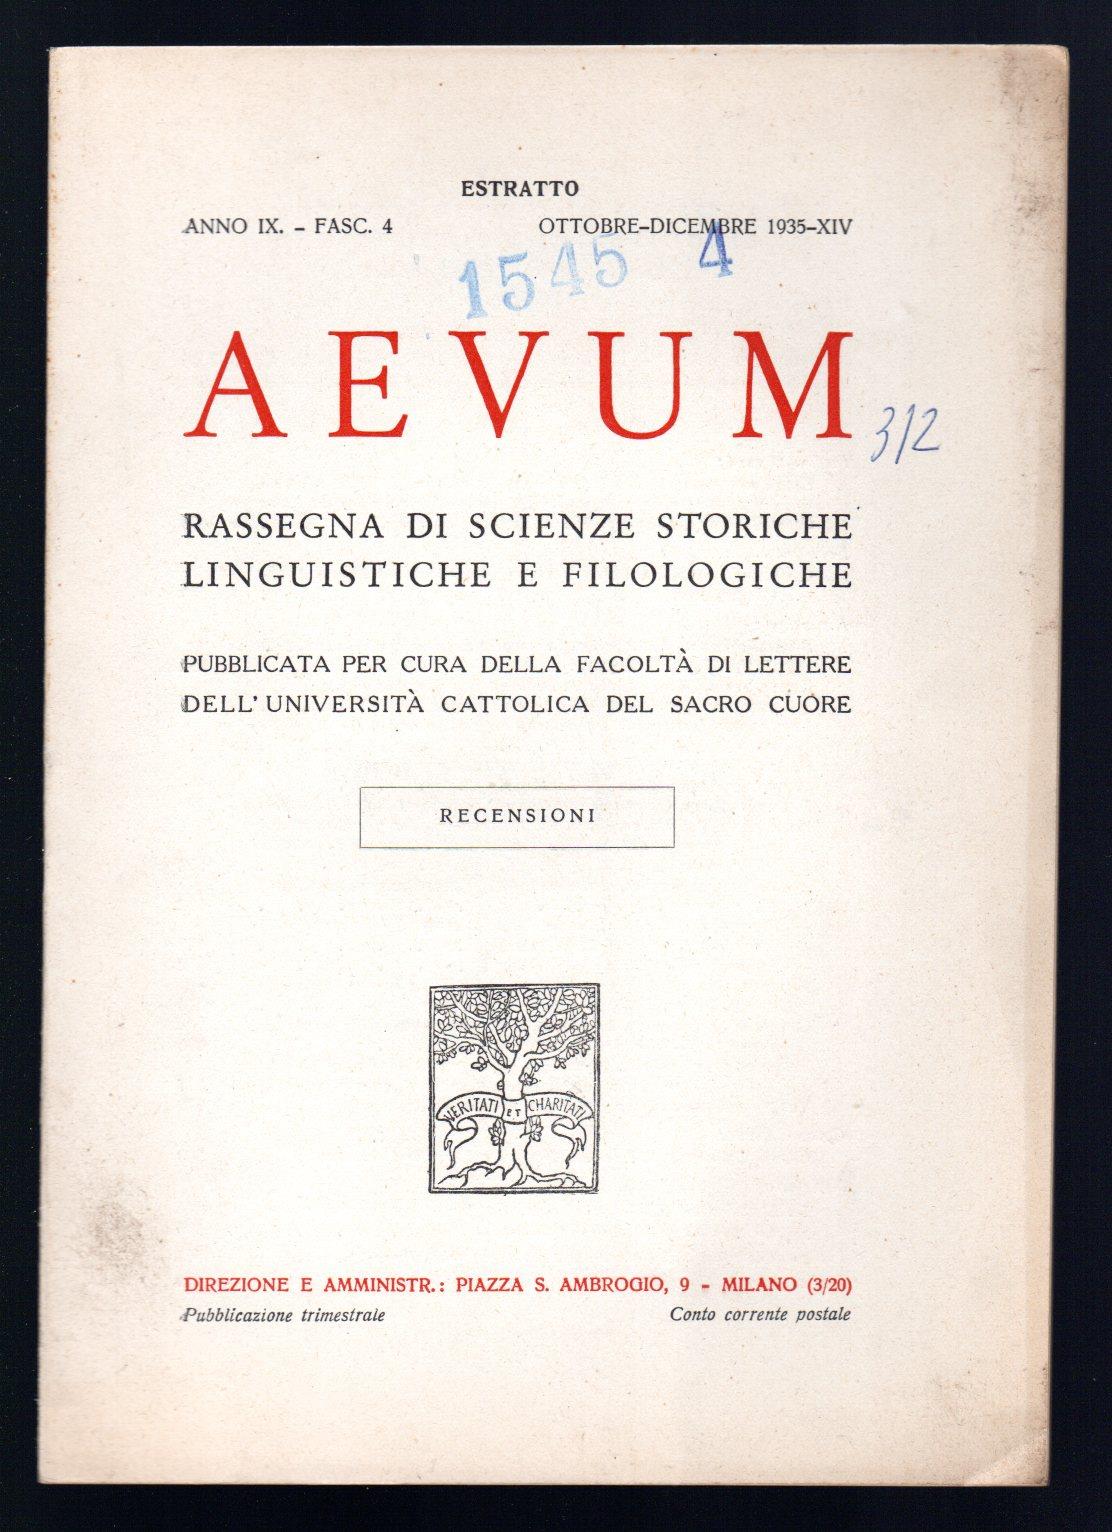 ESTRATTO
ANNO IX. – FASC. 4 OTTOBRE–DICEMBRE 1935–XIV
1545 4
AEVUM
312
RASSEGNA DI SCIENZE STORICHE
LINGUISTICHE E FILOLOGICHE
PUBBLICATA PER CURA DELLA FACOLTÀ DI LETTERE
DELL' UNIVERSITÀ CATTOLICA DEL SACRO CUORE
RECENSIONI
VERITATI ET CHARITATI
DIREZIONE E AMMINISTR.: PIAZZA S. AMBROGIO, 9 – MILANO (3/20)
Pubblicazione trimestrale Conto corrente postale